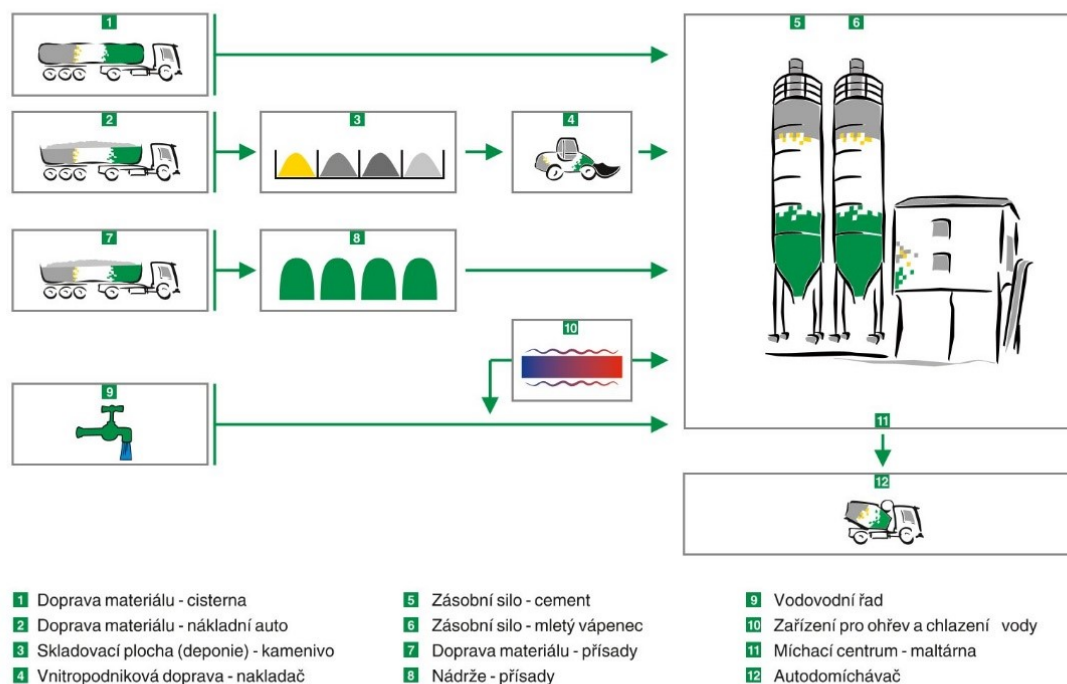 1
5
6
2
3
4
7
8
10
9
11
12
1 Doprava materiálu - cisterna
2 Doprava materiálu - nákladní auto
3 Skladovací plocha (deponie) - kamenivo
4 Vnitropodniková doprava - nakladač
5 Zásobní silo - cement
6 Zásobní silo - mletý vápenec
7 Doprava materiálu - přísady
8 Nádrže - přísady
9 Vodovodní řad
10 Zařízení pro ohřev a chlazení vody
11 Míchací centrum - maltárna
12 Autodomíchávač